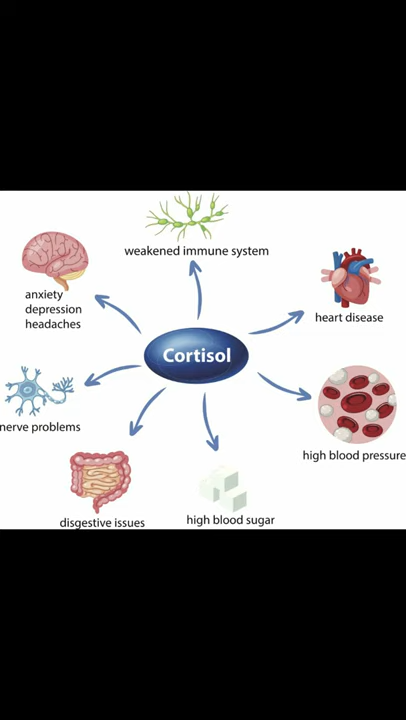 weakened immune system
anxiety
depression
headaches
heart disease
Cortisol
nerve problems
high blood pressure
disgestive issues
high blood sugar